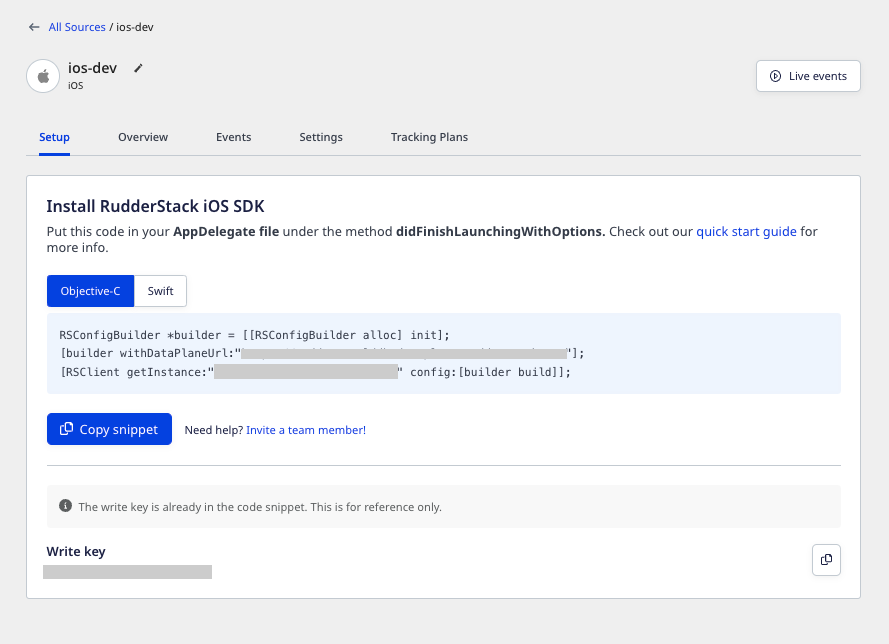 All Sources / ios-dev
ios-dev
iOS
Live events
Setup Overview Events Settings Tracking Plans
Install RudderStack iOS SDK
Put this code in your AppDelegate file under the method didFinishLaunchingWithOptions. Check out our quick start guide for
more info.
Objective-C Swift
RSConfigBuilder *builder = [[RSConfigBuilder alloc] init];
[builder withDataPlaneUrl:""];
[RSClient getInstance:"" config:[builder build]];
Copy snippet Need help? Invite a team member!
The write key is already in the code snippet. This is for reference only.
Write key